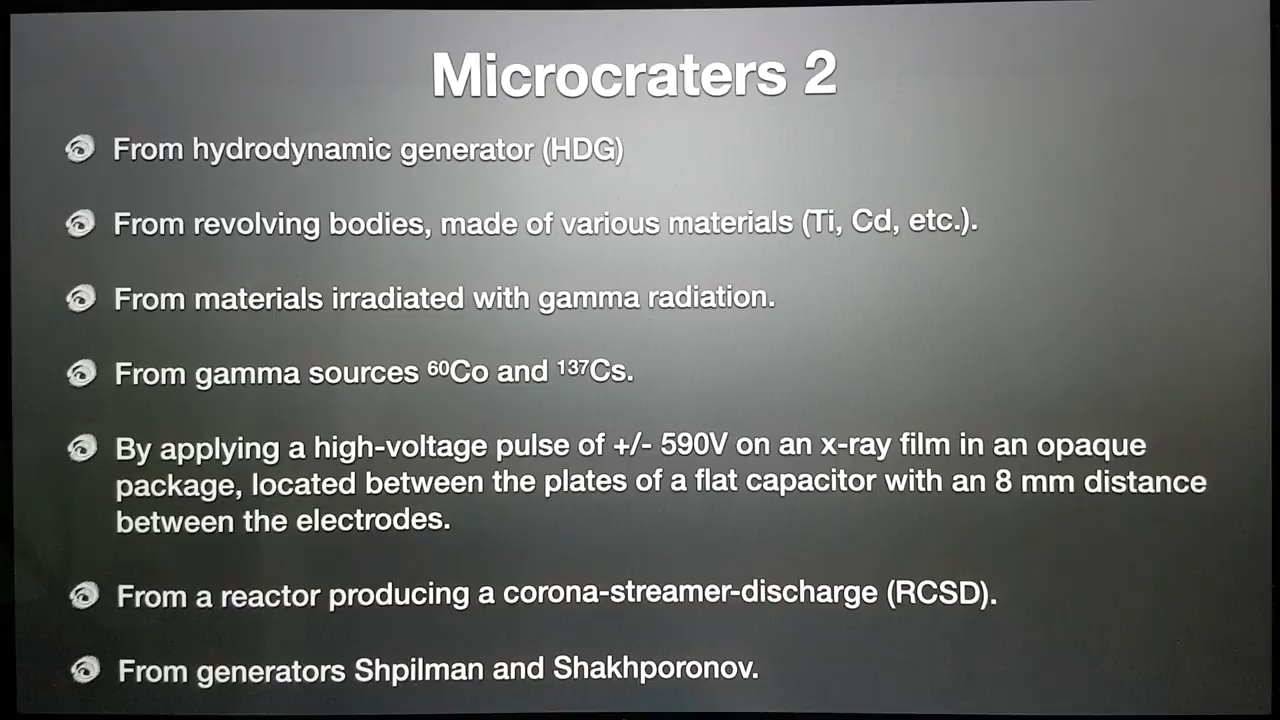 Microcraters 2
From hydrodynamic generator (HDG)
From revolving bodies, made of various materials (Ti, Cd, etc.).
From materials irradiated with gamma radiation.
From gamma sources ⁶⁰Co and ¹³⁷Cs.
By applying a high-voltage pulse of +/- 590V on an x-ray film in an opaque
package, located between the plates of a flat capacitor with an 8 mm distance
between the electrodes.
From a reactor producing a corona-streamer-discharge (RCSD).
From generators Shpilman and Shakhporonov.